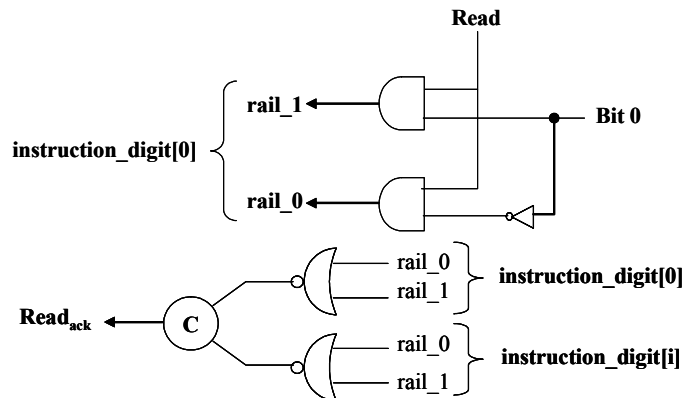 Read
rail_1
Bit 0
instruction_digit[0]
rail_0
rail_0
rail_1
instruction_digit[0]
Read_ack
C
rail_0
rail_1
instruction_digit[i]